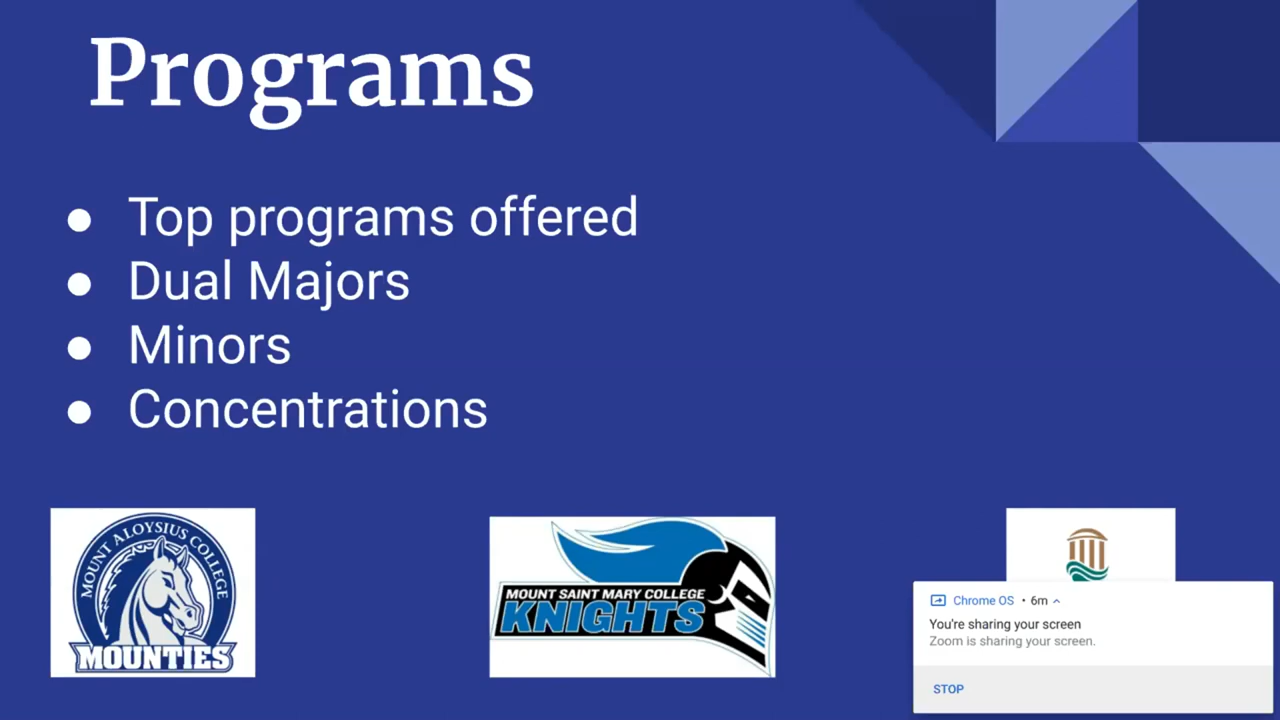 Programs
● Top programs offered
● Dual Majors
● Minors
● Concentrations
MOUNT ALOYSIUS COLLEGE
MOUNTIES
MOUNT SAINT MARY COLLEGE
KNIGHTS
Chrome OS • 6m
You're sharing your screen
Zoom is sharing your screen.
STOP